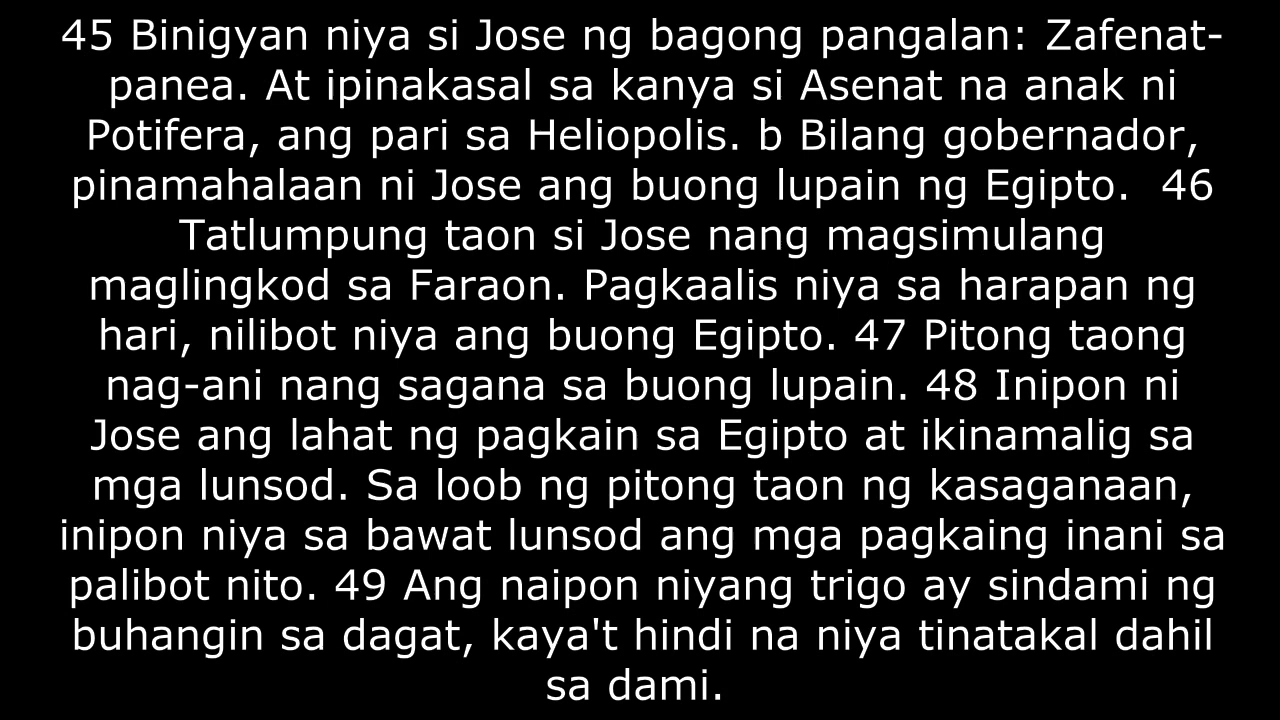 45 Binigyan niya si Jose ng bagong pangalan: Zafenat-
panea. At ipinakasal sa kanya si Asenat na anak ni
Potifera, ang pari sa Heliopolis. b Bilang gobernador,
pinamahalaan ni Jose ang buong lupain ng Egipto.  46
Tatlumpung taon si Jose nang magsimulang
maglingkod sa Faraon. Pagkaalis niya sa harapan ng
hari, nilibot niya ang buong Egipto. 47 Pitong taong
nag-ani nang sagana sa buong lupain. 48 Inipon ni
Jose ang lahat ng pagkain sa Egipto at ikinamalig sa
mga lunsod. Sa loob ng pitong taon ng kasaganaan,
inipon niya sa bawat lunsod ang mga pagkaing inani sa
palibot nito. 49 Ang naipon niyang trigo ay sindami ng
buhangin sa dagat, kaya't hindi na niya tinatakal dahil
sa dami.